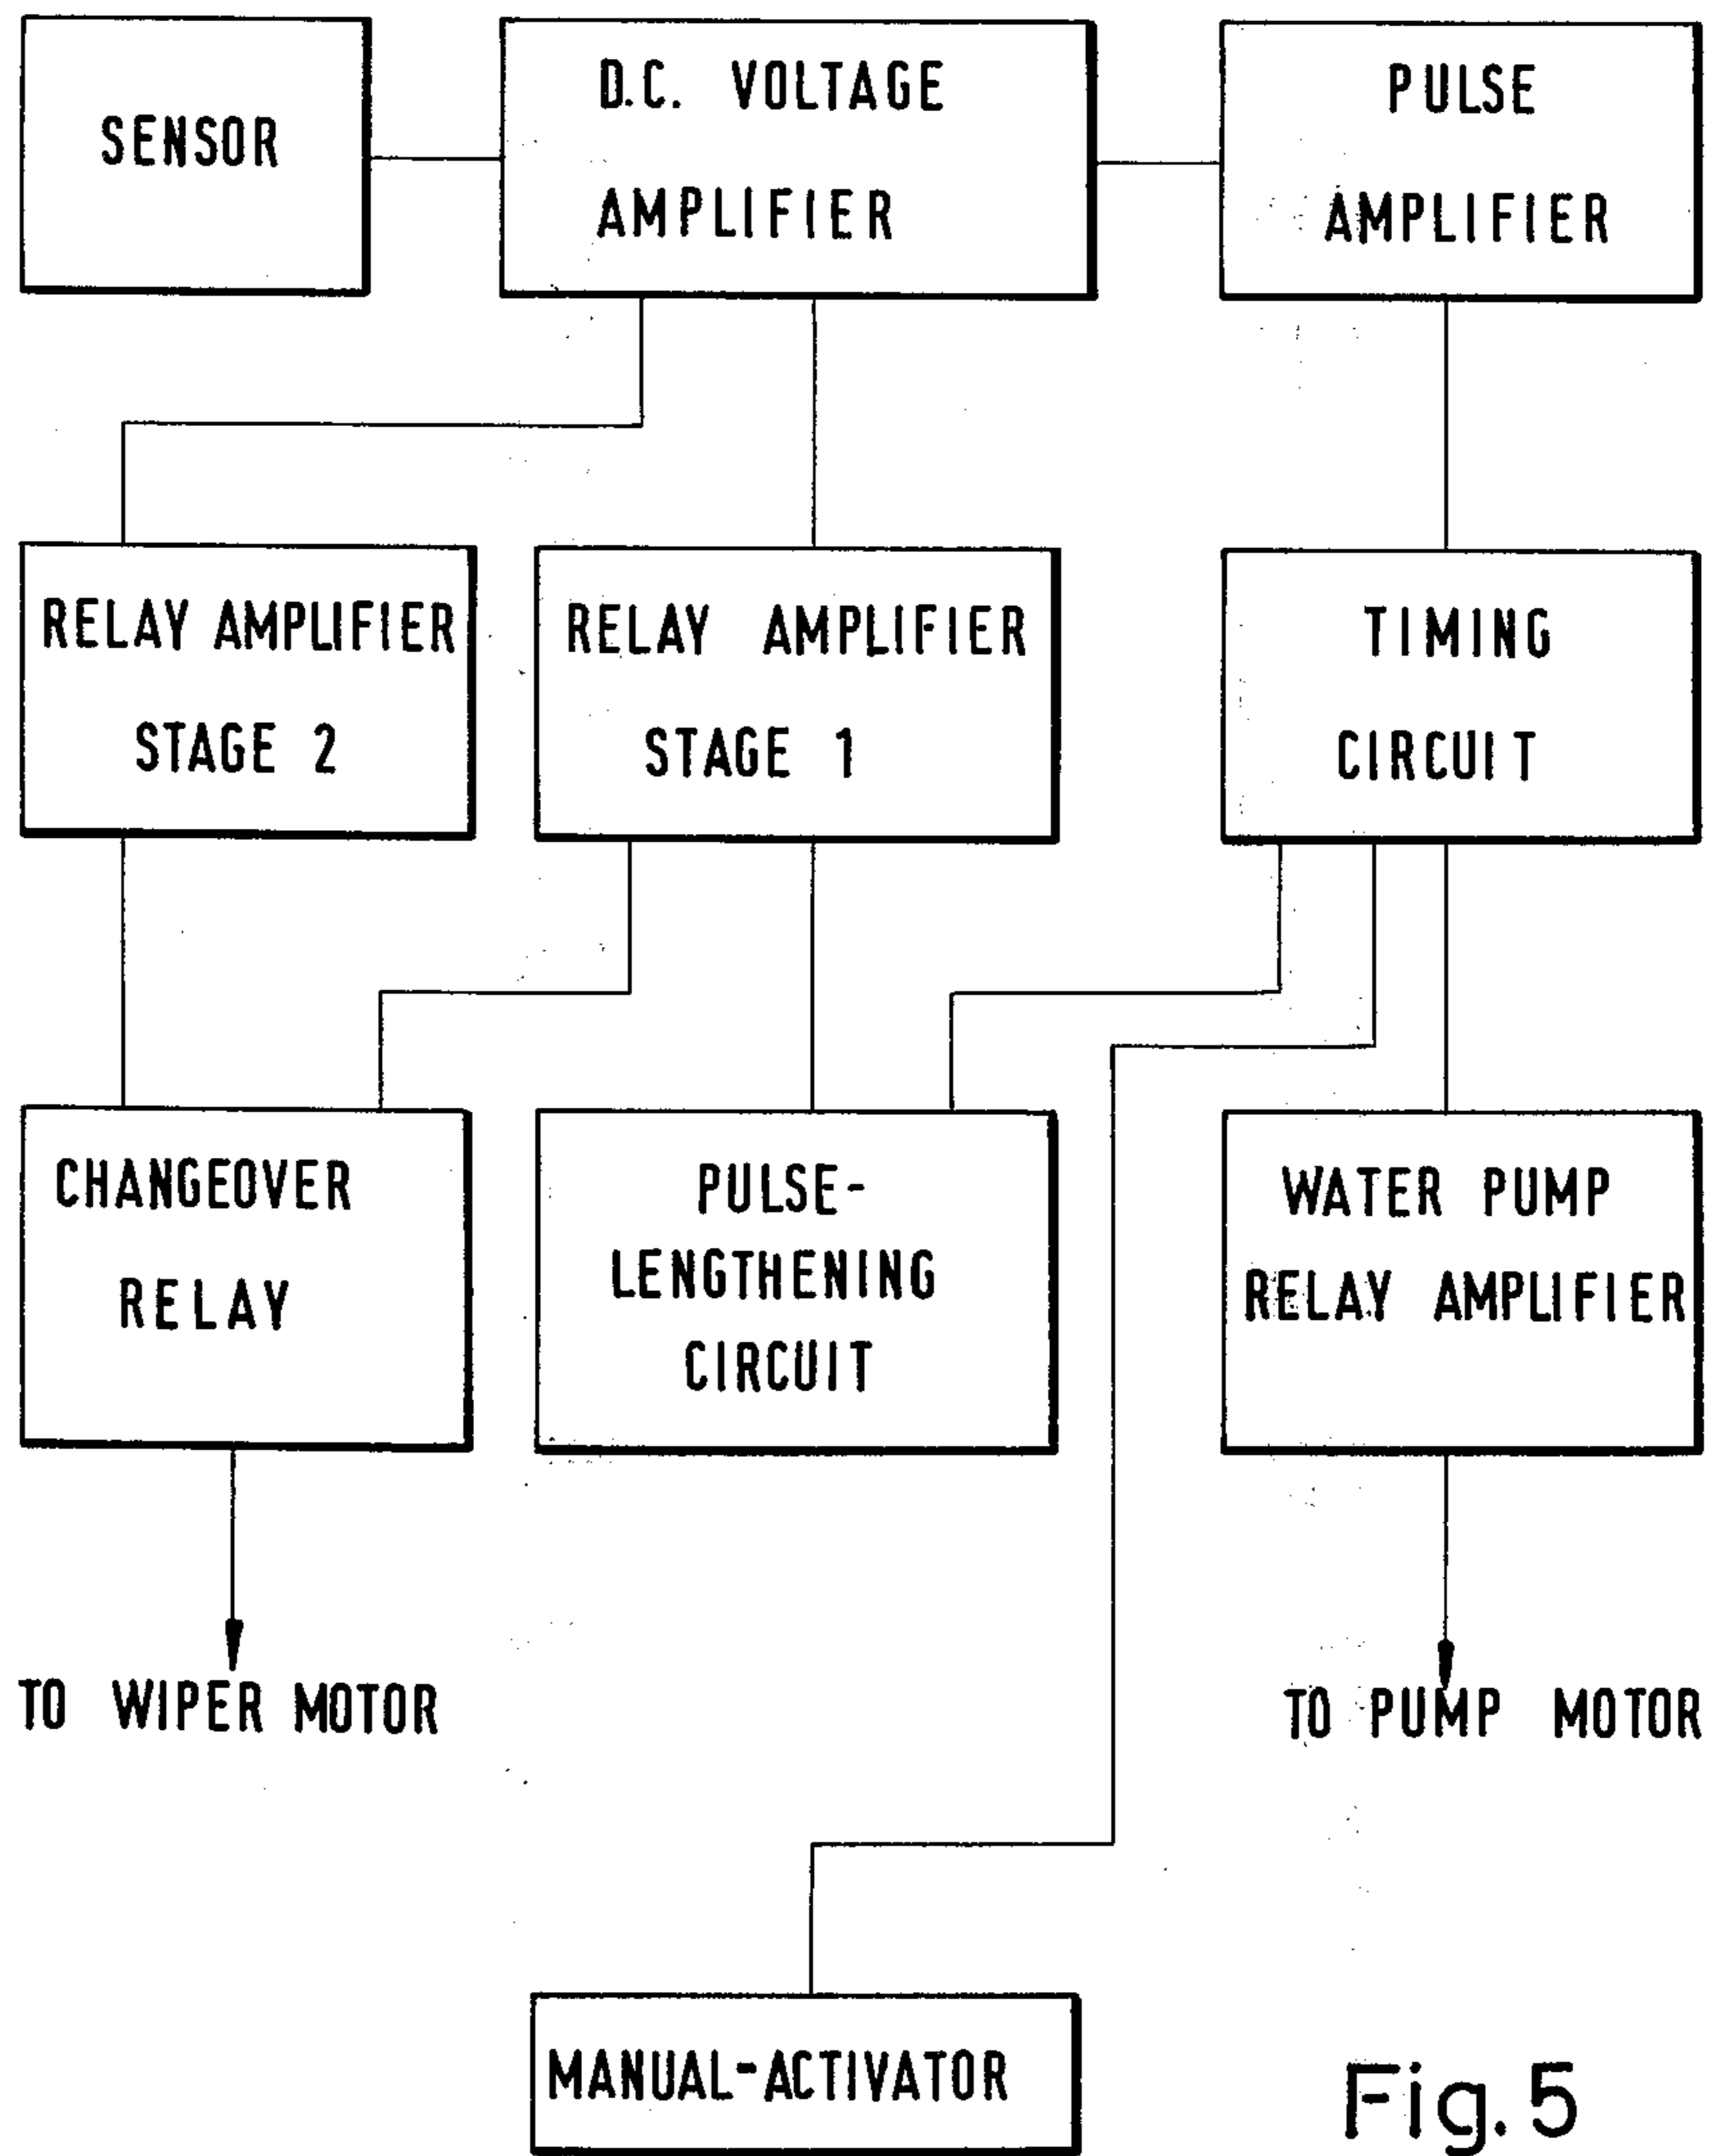 SENSOR
D.C. VOLTAGE
AMPLIFIER
PULSE
AMPLIFIER
RELAY AMPLIFIER
STAGE 2
RELAY AMPLIFIER
STAGE 1
TIMING
CIRCUIT
CHANGEOVER
RELAY
PULSE-
LENGTHENING
CIRCUIT
WATER PUMP
RELAY AMPLIFIER
TO WIPER MOTOR
TO PUMP MOTOR
MANUAL-ACTIVATOR
Fig. 5